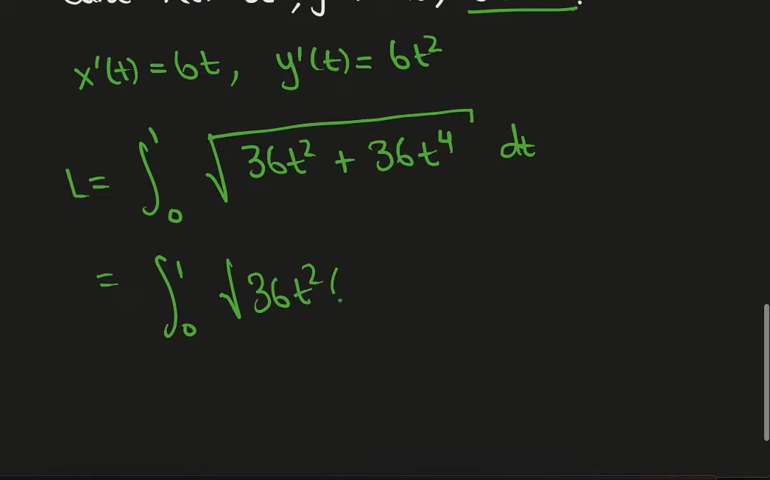 x'(t) = 6t, y'(t) = 6t²
L = ∫₀¹ √(36t² + 36t⁴) dt
= ∫₀¹ √36t²(